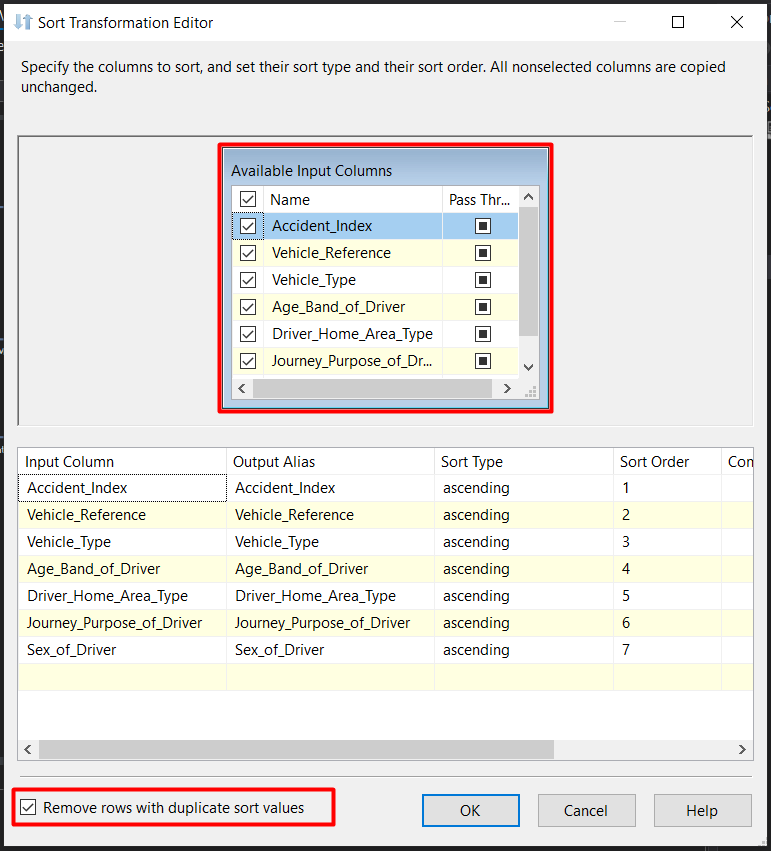 Sort Transformation Editor
Specify the columns to sort, and set their sort type and their sort order. All nonselected columns are copied
unchanged.
Available Input Columns
Name Pass Thr...
Accident_Index
Vehicle_Reference
Vehicle_Type
Age_Band_of_Driver
Driver_Home_Area_Type
Journey_Purpose_of_Dr...
Input Column Output Alias Sort Type Sort Order Con
Accident_Index Accident_Index ascending 1
Vehicle_Reference Vehicle_Reference ascending 2
Vehicle_Type Vehicle_Type ascending 3
Age_Band_of_Driver Age_Band_of_Driver ascending 4
Driver_Home_Area_Type Driver_Home_Area_Type ascending 5
Journey_Purpose_of_Driver Journey_Purpose_of_Driver ascending 6
Sex_of_Driver Sex_of_Driver ascending 7
Remove rows with duplicate sort values OK Cancel Help